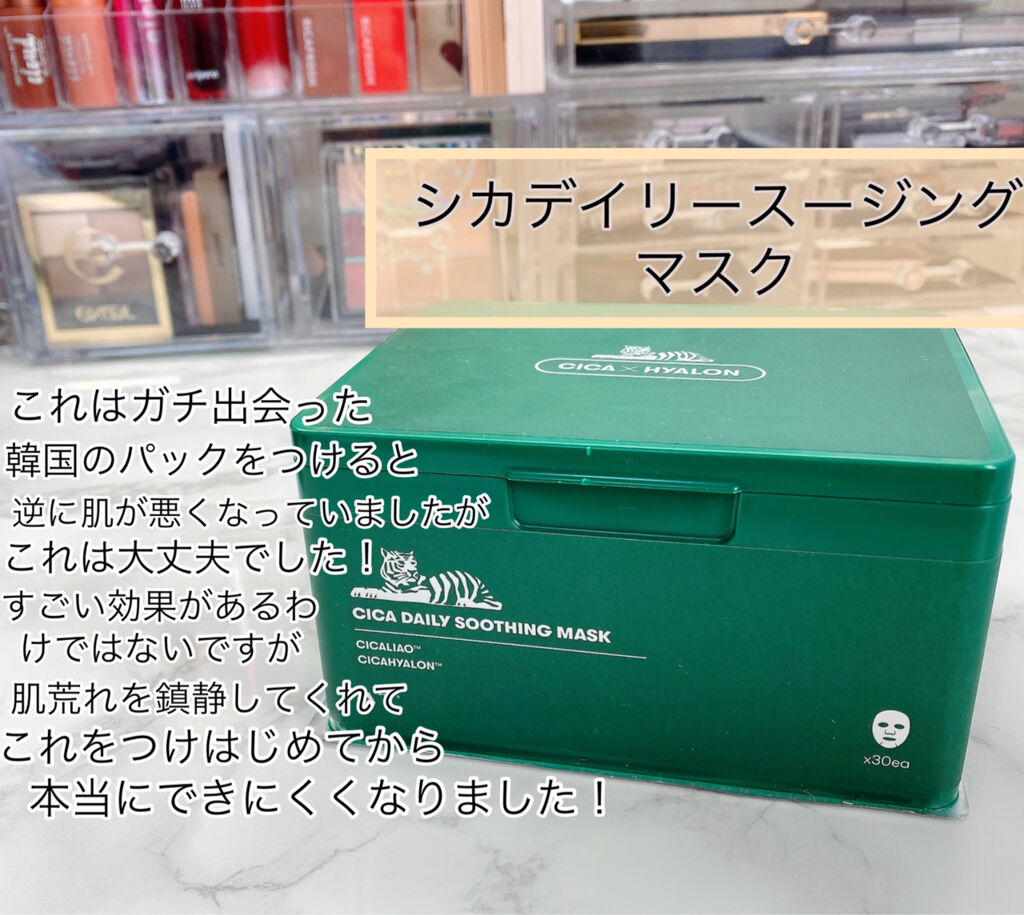 シカデイリースージング
マスク
CICA × HYALON
これはガチ出会った
韓国のパックをつけると
逆に肌が悪くなっていましたが
これは大丈夫でした！
すごい効果があるわ
けではないですが
肌荒れを鎮静してくれて
これをつけはじめてから
本当にできにくくなりました！
CICA DAILY SOOTHING MASK
CICALIAO™
CICAHYALON™
x30ea